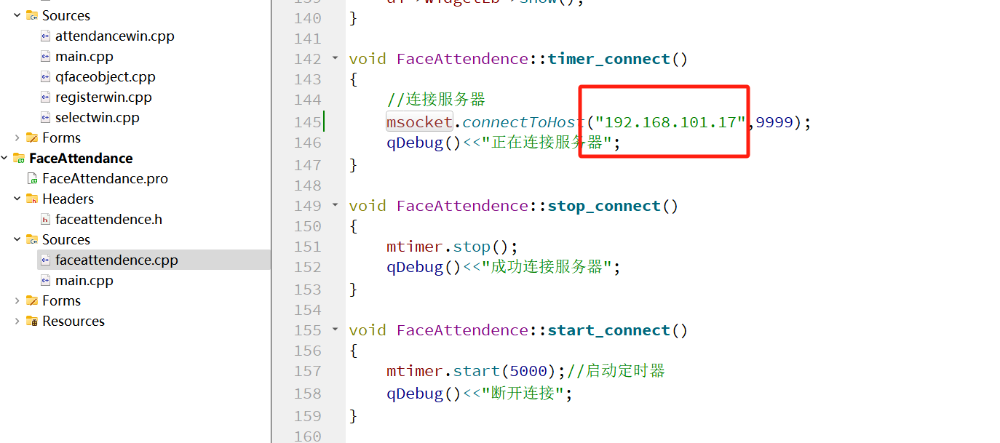 Sources
attendancewin.cpp
main.cpp
qfaceobject.cpp
registerwin.cpp
selectwin.cpp
Forms
FaceAttendance
FaceAttendance.pro
Headers
faceattendence.h
Sources
faceattendence.cpp
main.cpp
Forms
Resources
140 }
141
142 void FaceAttendence::timer_connect()
143 {
144 //连接服务器
145 msocket.connectToHost("192.168.101.17",9999);
146 qDebug()<<"正在连接服务器";
147 }
148
149 void FaceAttendence::stop_connect()
150 {
151 mtimer.stop();
152 qDebug()<<"成功连接服务器";
153 }
154
155 void FaceAttendence::start_connect()
156 {
157 mtimer.start(5000);//启动定时器
158 qDebug()<<"断开连接";
159 }
160